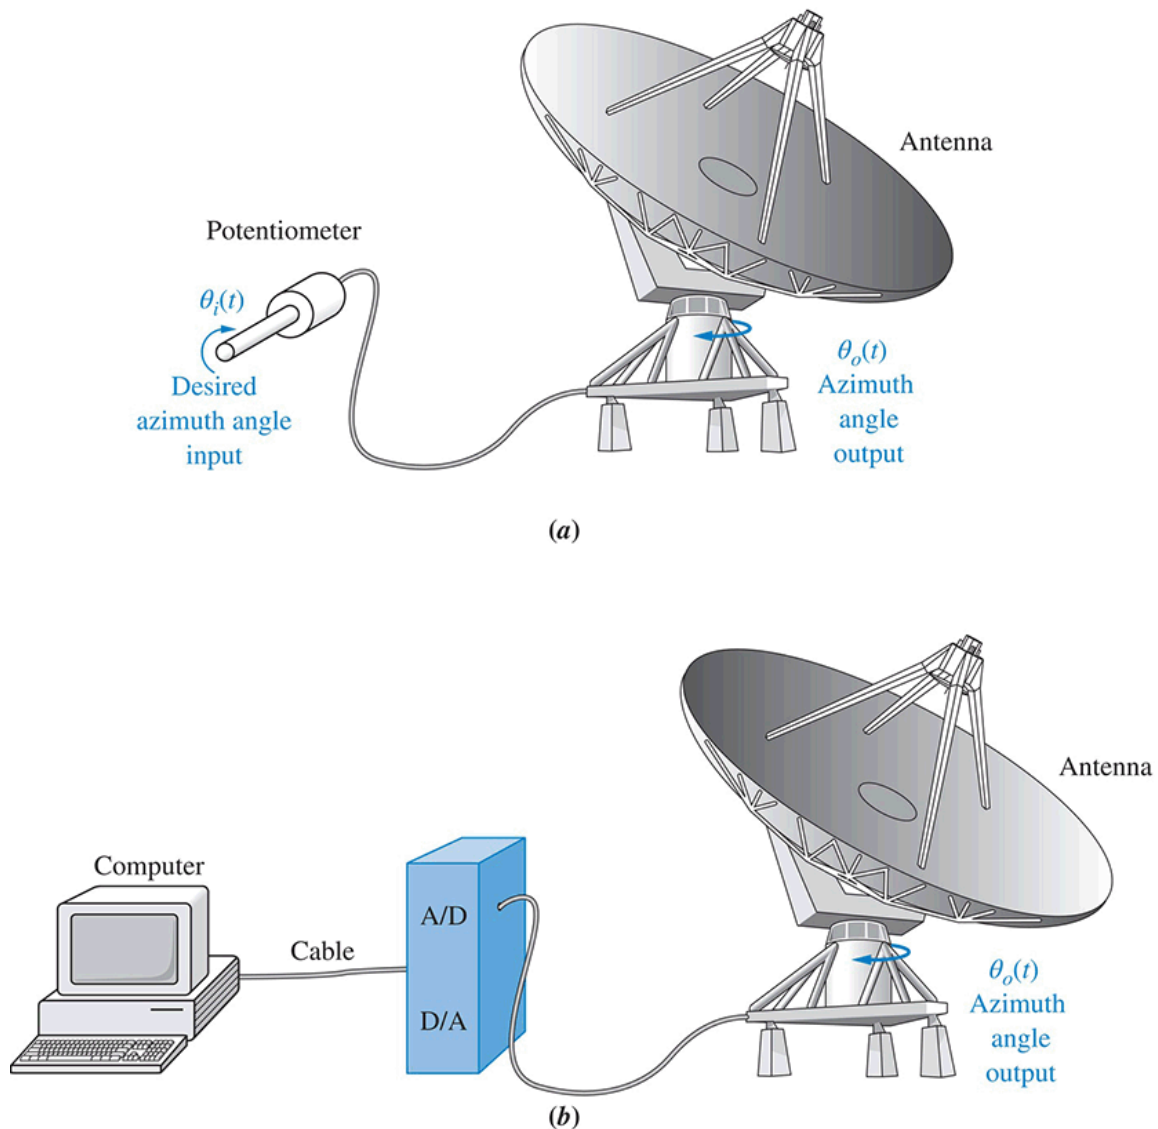 Antenna
Potentiometer
θi(t)
Desired
azimuth angle
input
θo(t)
Azimuth
angle
output
(a)
Antenna
Computer
A/D
Cable
D/A
θo(t)
Azimuth
angle
output
(b)